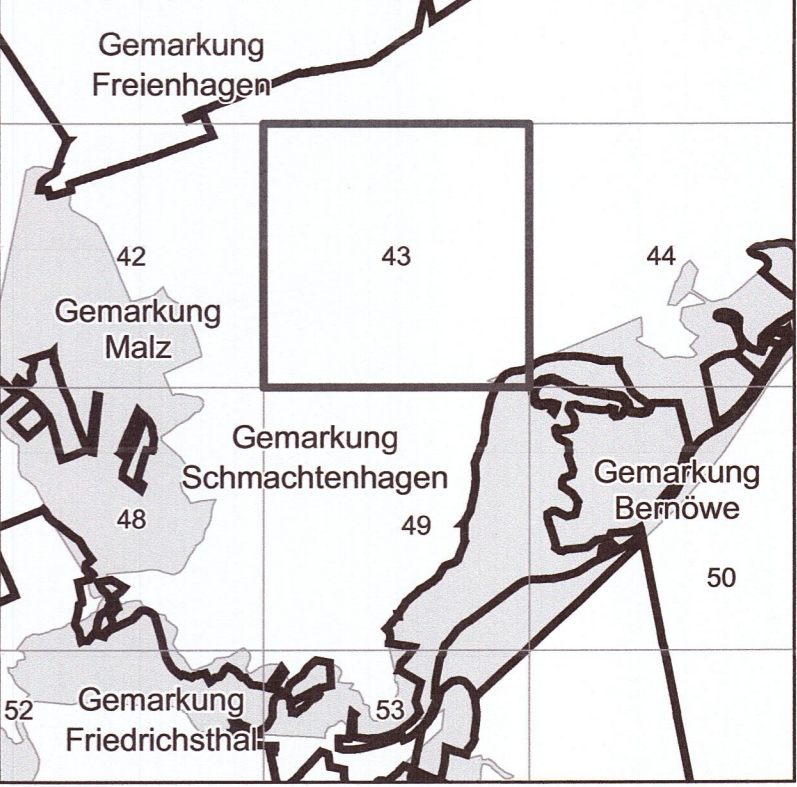 Gemarkung
Freienhagen
42
43
44
Gemarkung
Malz
Gemarkung
Schmachtenhagen
Gemarkung
Bernöwe
48
49
50
52
Gemarkung
Friedrichsthal
53